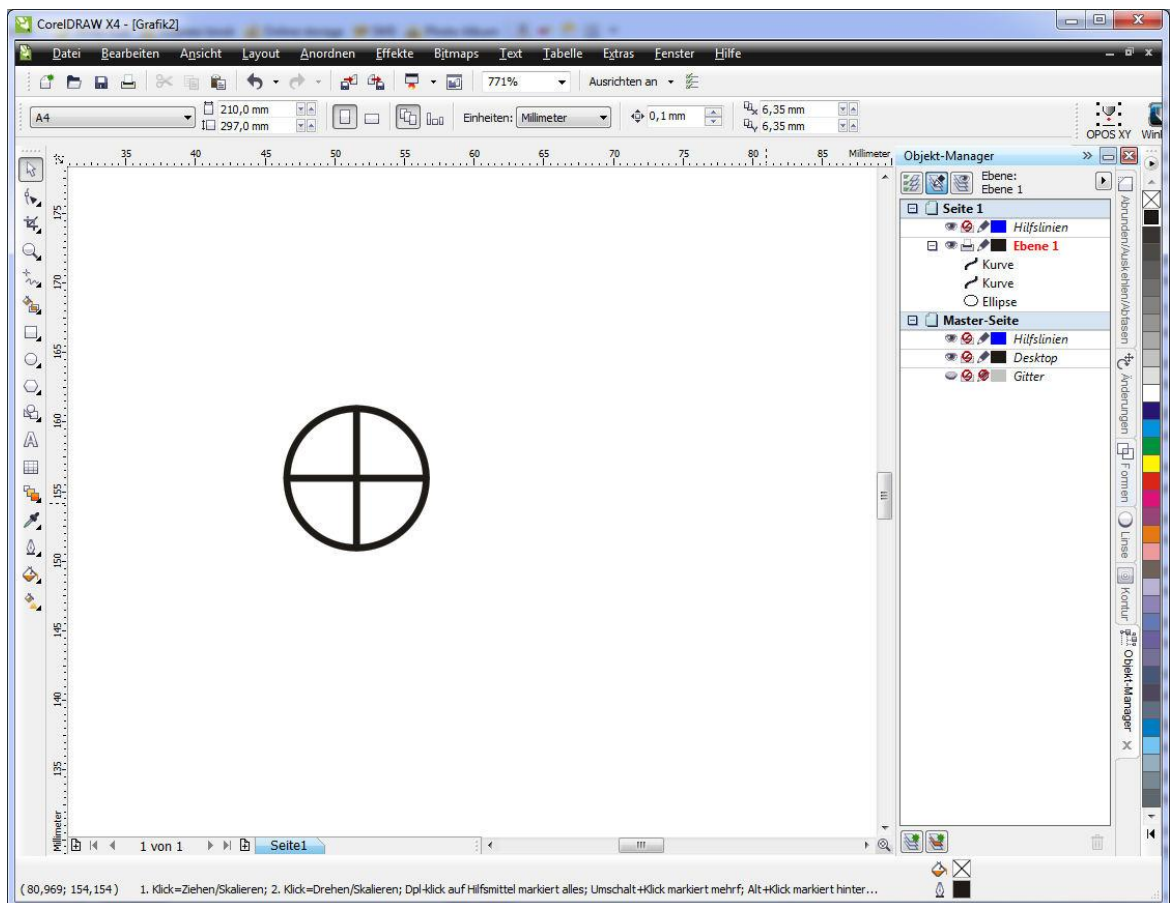 CorelDRAW X4 - [Grafik2]
Datei Bearbeiten Ansicht Layout Anordnen Effekte Bitmaps Text Tabelle Extras Fenster Hilfe
771% Ausrichten an
A4 210,0 mm 297,0 mm Einheiten: Millimeter 0,1 mm 6,35 mm 6,35 mm
OPOS XY
35 40 45 50 55 60 65 70 75 80 85 Millimeter
175
170
165
160
155
150
145
140
135
Millimeter
Objekt-Manager
Ebene:
Ebene 1
Seite 1
Hilfslinien
Ebene 1
Kurve
Kurve
Ellipse
Master-Seite
Hilfslinien
Desktop
Gitter
Abrunden/Auskehlen/Abfasen
Änderungen
Formen
Linse
Kontur
Objekt-Manager
1 von 1 Seite1
(80,969; 154,154) 1. Klick=Ziehen/Skalieren; 2. Klick=Drehen/Skalieren; Dpl-klick auf Hilfsmittel markiert alles; Umschalt+Klick markiert mehrf; Alt+Klick markiert hinter...